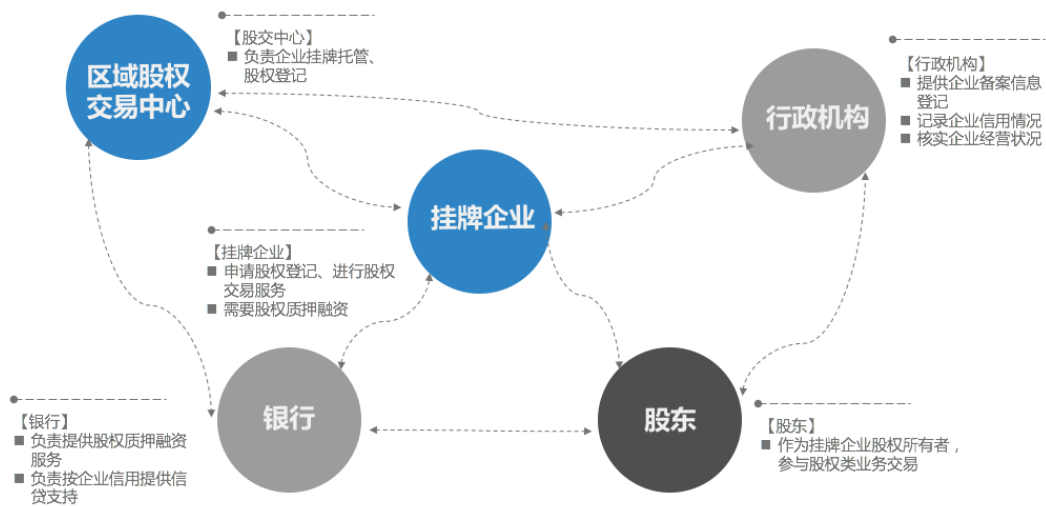 区域股权
交易中心
【股交中心】
■ 负责企业挂牌托管、
股权登记
行政机构
【行政机构】
■ 提供企业备案信息
登记
■ 记录企业信用情况
■ 核实企业经营状况
挂牌企业
【挂牌企业】
■ 申请股权登记、进行股权
交易服务
■ 需要股权质押融资
银行
【银行】
■ 负责提供股权质押融资
服务
■ 负责按企业信用提供信
贷支持
股东
【股东】
■ 作为挂牌企业股权所有者，
参与股权类业务交易